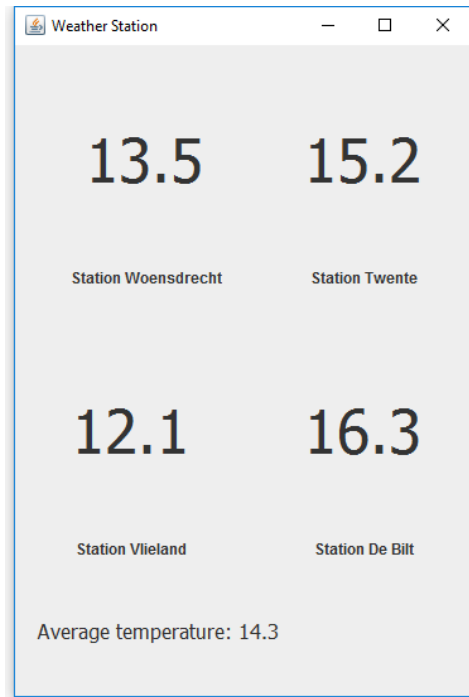 Weather Station
13.5 15.2
Station Woensdrecht Station Twente
12.1 16.3
Station Vlieland Station De Bilt
Average temperature: 14.3